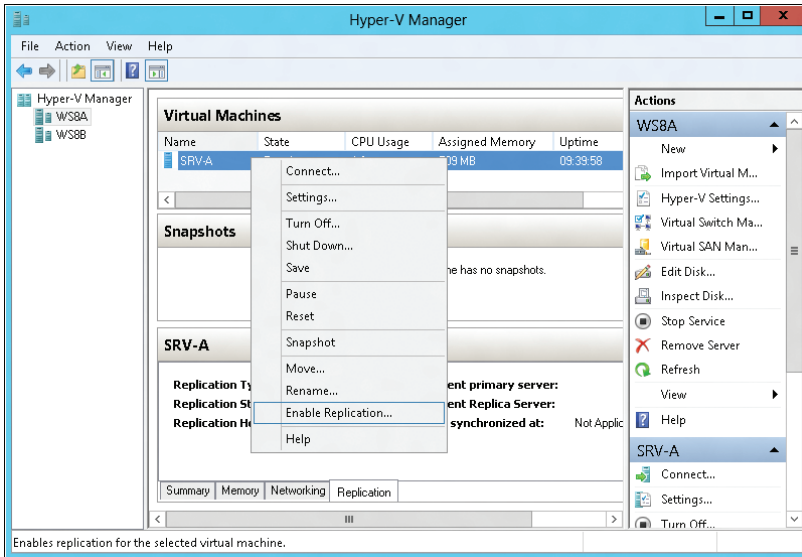 Hyper-V Manager
File Action View Help
Hyper-V Manager
WS8A
WS8B
Virtual Machines
Name State CPU Usage Assigned Memory Uptime
SRV-A 09 MB 09:39:58
Snapshots
ne has no snapshots.
SRV-A
Replication Ty ent primary server:
Replication St ent Replica Server:
Replication He synchronized at: Not Applic
Summary Memory Networking Replication
Connect...
Settings...
Turn Off...
Shut Down...
Save
Pause
Reset
Snapshot
Move...
Rename...
Enable Replication...
Help
Actions
WS8A
New
Import Virtual M...
Hyper-V Settings...
Virtual Switch Ma...
Virtual SAN Man...
Edit Disk...
Inspect Disk...
Stop Service
Remove Server
Refresh
View
Help
SRV-A
Connect...
Settings...
Turn Off...
Enables replication for the selected virtual machine.